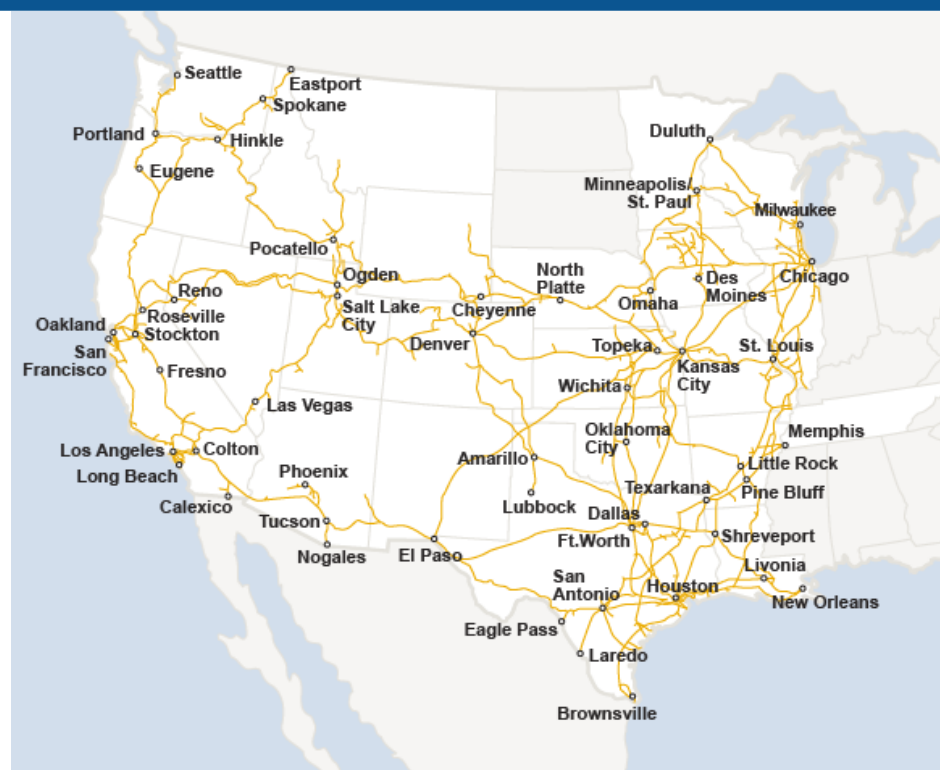 Seattle
Eastport
Spokane
Portland
Hinkle
Duluth
Eugene
Minneapolis/
St. Paul
Milwaukee
Pocatello
Ogden
North
Platte
Chicago
Des
Moines
Omaha
Reno
Salt Lake
City
Cheyenne
Roseville
Oakland
Stockton
Denver
Topeka
St. Louis
San
Francisco
Fresno
Kansas
City
Wichita
Las Vegas
Oklahoma
City
Memphis
Los Angeles
Colton
Amarillo
Little Rock
Long Beach
Phoenix
Texarkana
Pine Bluff
Calexico
Lubbock
Dallas
Tucson
Ft.Worth
Shreveport
Nogales
El Paso
Livonia
San
Antonio
Houston
New Orleans
Eagle Pass
Laredo
Brownsville